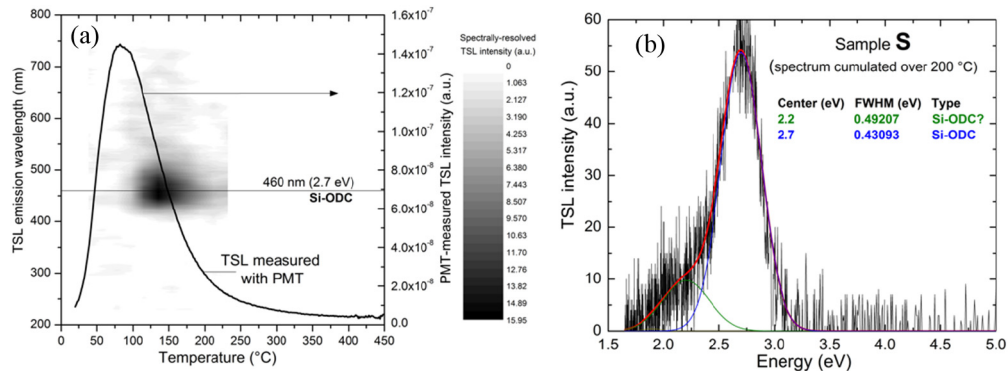 (a)
TSL emission wavelength (nm)
800
700
600
500
400
300
200
0 50 100 150 200 250 300 350 400 450
Temperature (°C)
460 nm (2.7 eV)
Si-ODC
TSL measured
with PMT
1.6x10⁻⁷
1.4x10⁻⁷
1.2x10⁻⁷
1.0x10⁻⁷
8.0x10⁻⁸
6.0x10⁻⁸
4.0x10⁻⁸
2.0x10⁻⁸
0.0
PMT-measured TSL intensity (a.u.)
Spectrally-resolved
TSL intensity (a.u.)
0
1.063
2.127
3.190
4.253
5.317
6.380
7.443
8.507
9.570
10.63
11.70
12.76
13.82
14.89
15.95
(b)
TSL intensity (a.u.)
60
50
40
30
20
10
0
1.5 2.0 2.5 3.0 3.5 4.0 4.5 5.0
Energy (eV)
Sample S
(spectrum cumulated over 200 °C)
Center (eV) FWHM (eV) Type
2.2 0.49207 Si-ODC?
2.7 0.43093 Si-ODC